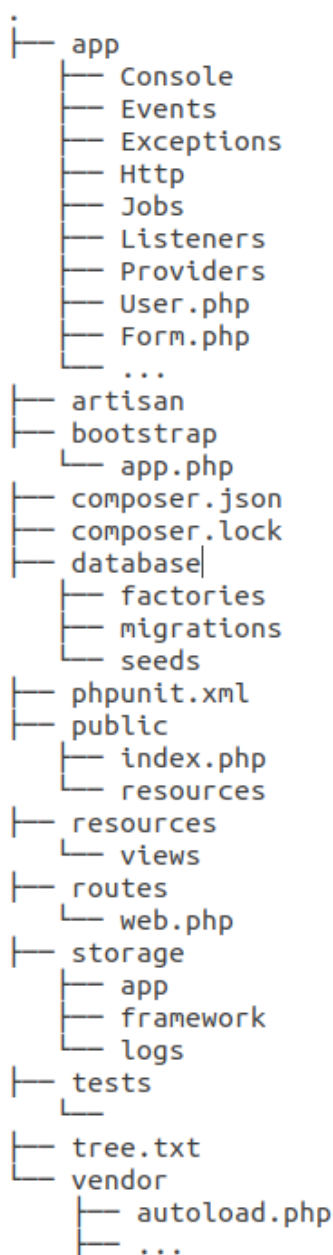 .
├── app
    ├── Console
    ├── Events
    ├── Exceptions
    ├── Http
    ├── Jobs
    ├── Listeners
    ├── Providers
    ├── User.php
    ├── Form.php
    └── ...
├── artisan
├── bootstrap
    └── app.php
├── composer.json
├── composer.lock
├── database
    ├── factories
    ├── migrations
    └── seeds
├── phpunit.xml
├── public
    ├── index.php
    └── resources
├── resources
    └── views
├── routes
    └── web.php
├── storage
    ├── app
    ├── framework
    └── logs
├── tests
    └──
├── tree.txt
└── vendor
     ├── autoload.php
     ├── ...